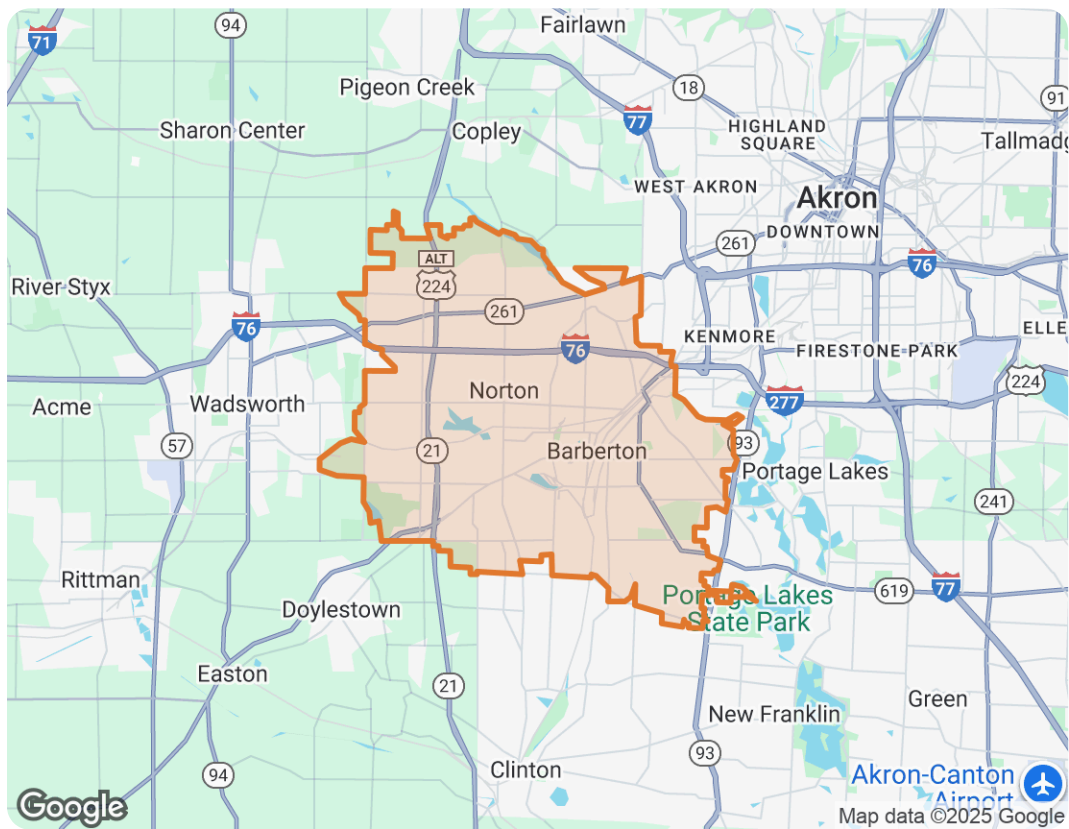 Fairlawn
94
71
Pigeon Creek
18
77
91
Sharon Center
Copley
HIGHLAND
SQUARE
Tallmadg
WEST AKRON
Akron
DOWNTOWN
261
76
ALT
224
River Styx
261
76
76
KENMORE
ELLE
FIRESTONE PARK
224
Acme
Wadsworth
Norton
277
57
21
Barberton
93
Portage Lakes
241
Rittman
Doylestown
Portage Lakes
State Park
619
77
Easton
21
Green
New Franklin
93
94
Clinton
Akron-Canton
Airport
Google
Map data ©2025 Google